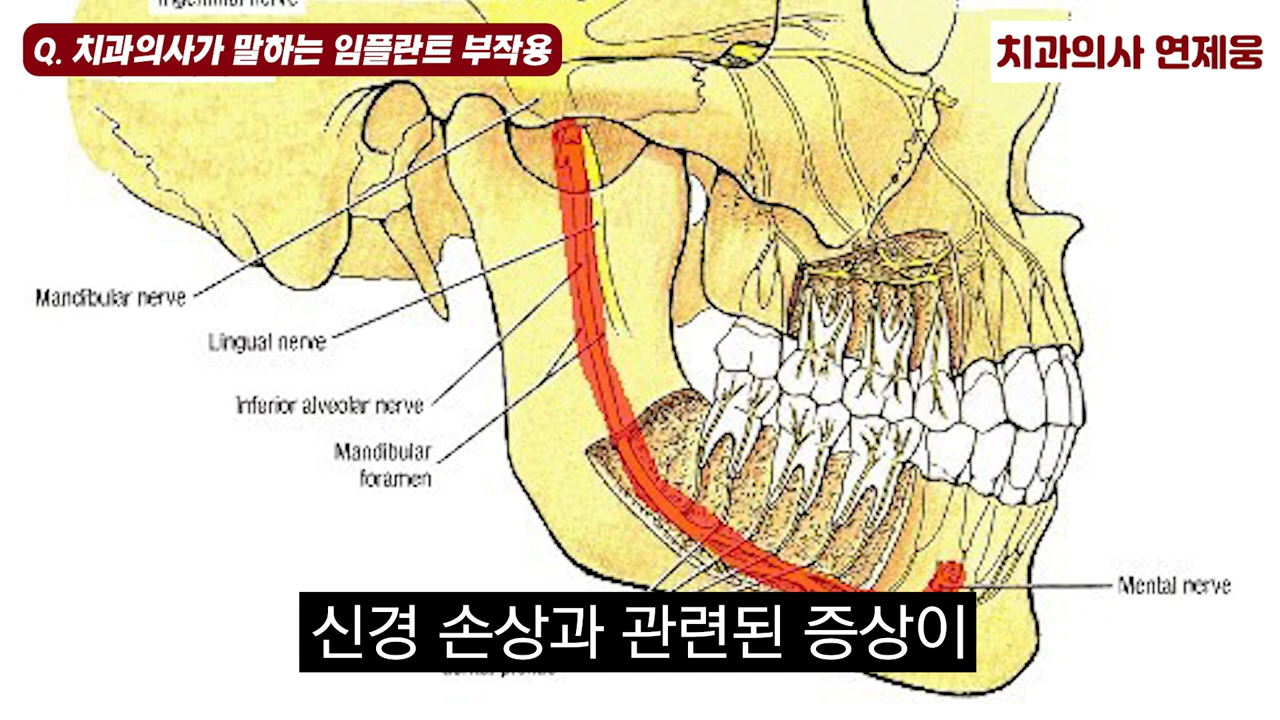 Q. 치과의사가 말하는 임플란트 부작용
치과의사 연제웅
Mandibular nerve
Lingual nerve
Inferior alveolar nerve
Mandibular
foramen
Mental nerve
신경 손상과 관련된 증상이